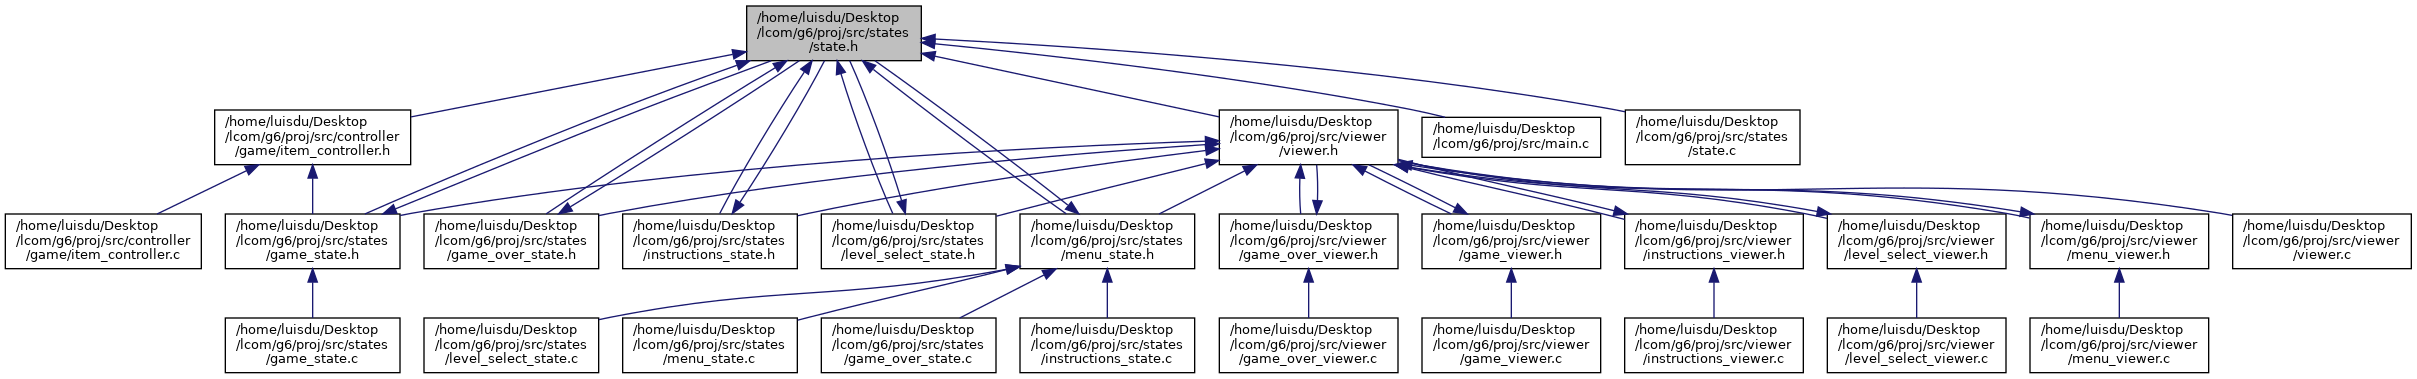 /home/luisdu/Desktop
/lcom/g6/proj/src/states
/state.h
/home/luisdu/Desktop
/lcom/g6/proj/src/controller
/game/item_controller.h
/home/luisdu/Desktop
/lcom/g6/proj/src/viewer
/viewer.h
/home/luisdu/Desktop
/lcom/g6/proj/src/main.c
/home/luisdu/Desktop
/lcom/g6/proj/src/states
/state.c
/home/luisdu/Desktop
/lcom/g6/proj/src/controller
/game/item_controller.c
/home/luisdu/Desktop
/lcom/g6/proj/src/states
/game_state.h
/home/luisdu/Desktop
/lcom/g6/proj/src/states
/game_over_state.h
/home/luisdu/Desktop
/lcom/g6/proj/src/states
/instructions_state.h
/home/luisdu/Desktop
/lcom/g6/proj/src/states
/level_select_state.h
/home/luisdu/Desktop
/lcom/g6/proj/src/states
/menu_state.h
/home/luisdu/Desktop
/lcom/g6/proj/src/viewer
/game_over_viewer.h
/home/luisdu/Desktop
/lcom/g6/proj/src/viewer
/game_viewer.h
/home/luisdu/Desktop
/lcom/g6/proj/src/viewer
/instructions_viewer.h
/home/luisdu/Desktop
/lcom/g6/proj/src/viewer
/level_select_viewer.h
/home/luisdu/Desktop
/lcom/g6/proj/src/viewer
/menu_viewer.h
/home/luisdu/Desktop
/lcom/g6/proj/src/viewer
/viewer.c
/home/luisdu/Desktop
/lcom/g6/proj/src/states
/game_state.c
/home/luisdu/Desktop
/lcom/g6/proj/src/states
/level_select_state.c
/home/luisdu/Desktop
/lcom/g6/proj/src/states
/menu_state.c
/home/luisdu/Desktop
/lcom/g6/proj/src/states
/game_over_state.c
/home/luisdu/Desktop
/lcom/g6/proj/src/states
/instructions_state.c
/home/luisdu/Desktop
/lcom/g6/proj/src/viewer
/game_over_viewer.c
/home/luisdu/Desktop
/lcom/g6/proj/src/viewer
/game_viewer.c
/home/luisdu/Desktop
/lcom/g6/proj/src/viewer
/instructions_viewer.c
/home/luisdu/Desktop
/lcom/g6/proj/src/viewer
/level_select_viewer.c
/home/luisdu/Desktop
/lcom/g6/proj/src/viewer
/menu_viewer.c